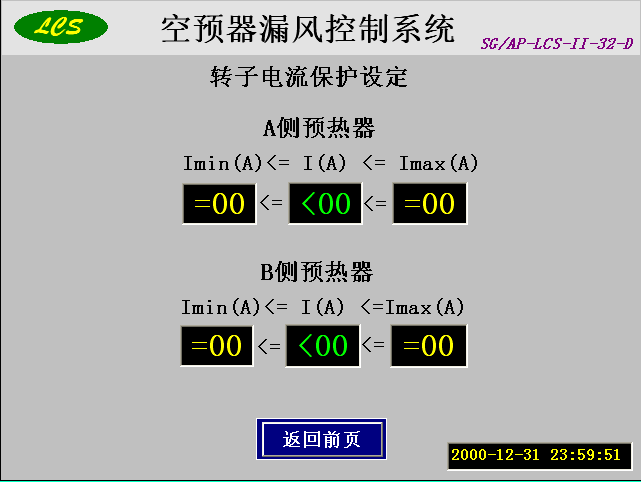 LCS 空预器漏风控制系统 SG/AP-LCS-II-32-D
转子电流保护设定
A侧预热器
Imin(A)<= I(A) <= Imax(A)
=00 <= <00 <= =00
B侧预热器
Imin(A)<= I(A) <=Imax(A)
=00 <= <00 <= =00
返回前页
2000-12-31 23:59:51